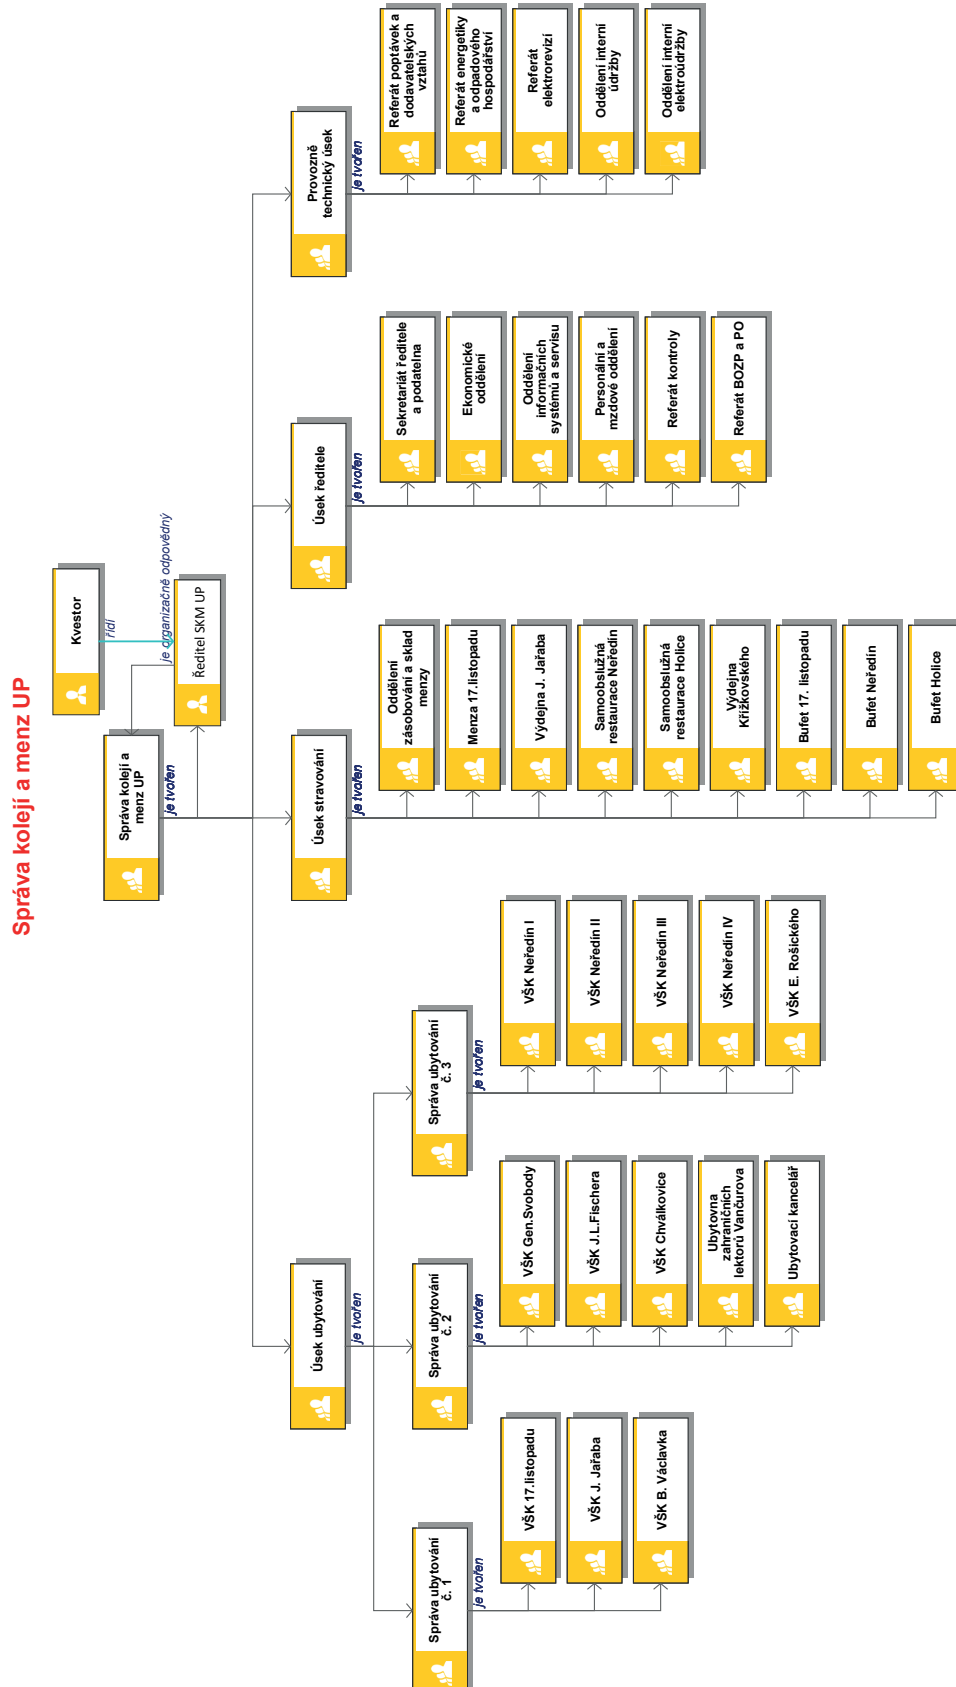 Správa kolejí a menz UP
Kvestor
řídí
je organizačně odpovědný
Ředitel SKM UP
Správa kolejí a
menz UP
je tvořen
Úsek ubytování
je tvořen
Správa ubytování
č. 1
je tvořen
VŠK 17.listopadu
VŠK J. Jařaba
VŠK B. Václavka
Správa ubytování
č. 2
je tvořen
VŠK Gen.Svobody
VŠK J.L.Fischera
VŠK Chválkovice
Ubytovna
zahraničních
lektorů Vančurova
Ubytovací kancelář
Správa ubytování
č. 3
je tvořen
VŠK Neředín I
VŠK Neředín II
VŠK Neředín III
VŠK Neředín IV
VŠK E. Rošického
Úsek stravování
je tvořen
Oddělení
zásobování a sklad
menzy
Menza 17.listopadu
Výdejna J. Jařaba
Samoobslužná
restaurace Neředín
Samoobslužná
restaurace Holice
Výdejna
Křížkovského
Bufet 17. listopadu
Bufet Neředín
Bufet Holice
Úsek ředitele
je tvořen
Sekretariát ředitele
a podatelna
Ekonomické
oddělení
Oddělení
informačních
systémů a servisu
Personální a
mzdové oddělení
Referát kontroly
Referát BOZP a PO
Provozně
technický úsek
je tvořen
Referát poptávek a
dodavatelských
vztahů
Referát energetiky
a odpadového
hospodářství
Referát
elektrorevizí
Oddělení interní
údržby
Oddělení interní
elektroúdržby